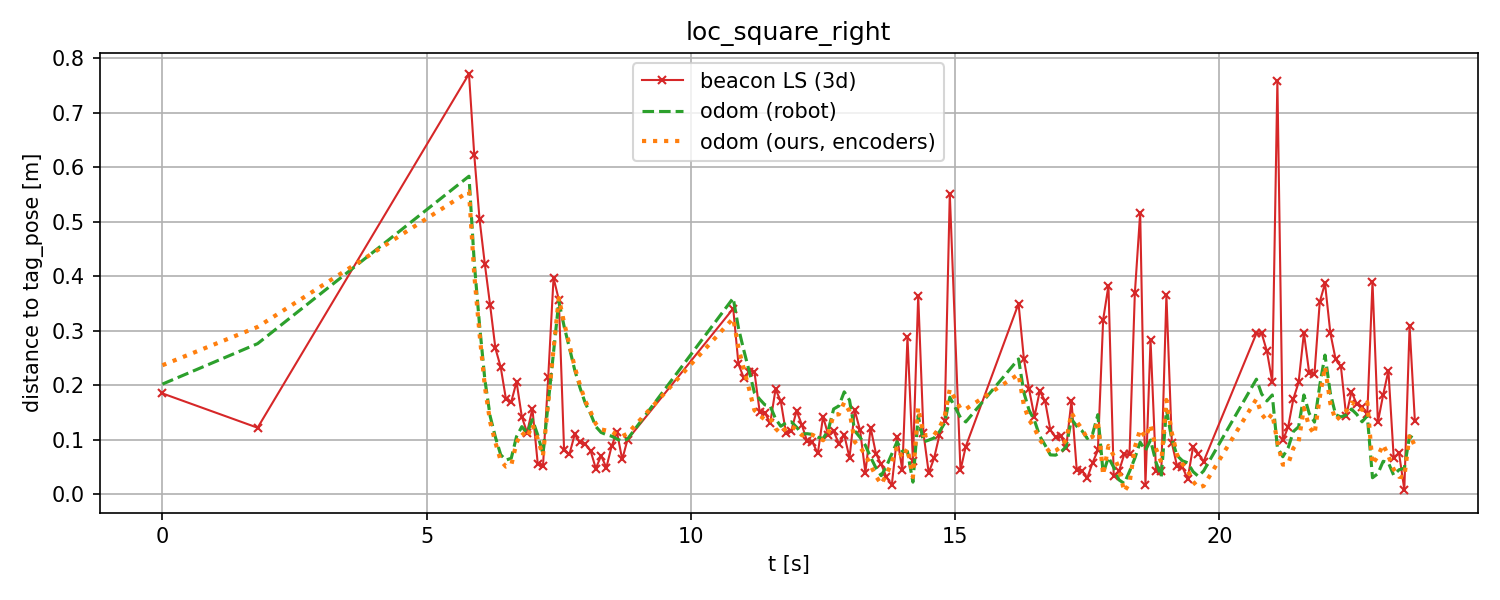 loc_square_right
beacon LS (3d)
odom (robot)
odom (ours, encoders)
distance to tag_pose [m]
0.8
0.7
0.6
0.5
0.4
0.3
0.2
0.1
0.0
0 5 10 15 20
t [s]